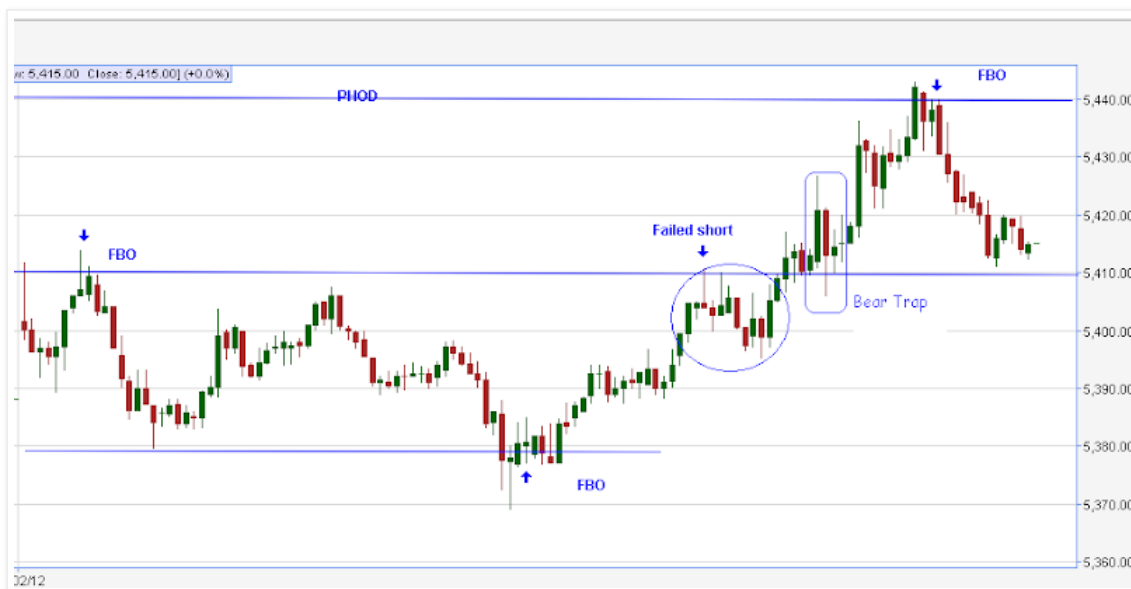 w: 5,415.00 Close: 5,415.00] (+0.0%)
FBO
PHOD
5,440.00
5,430.00
Failed short
5,420.00
FBO
5,410.00
Bear Trap
5,400.00
5,390.00
5,380.00
FBO
5,370.00
5,360.00
02/12